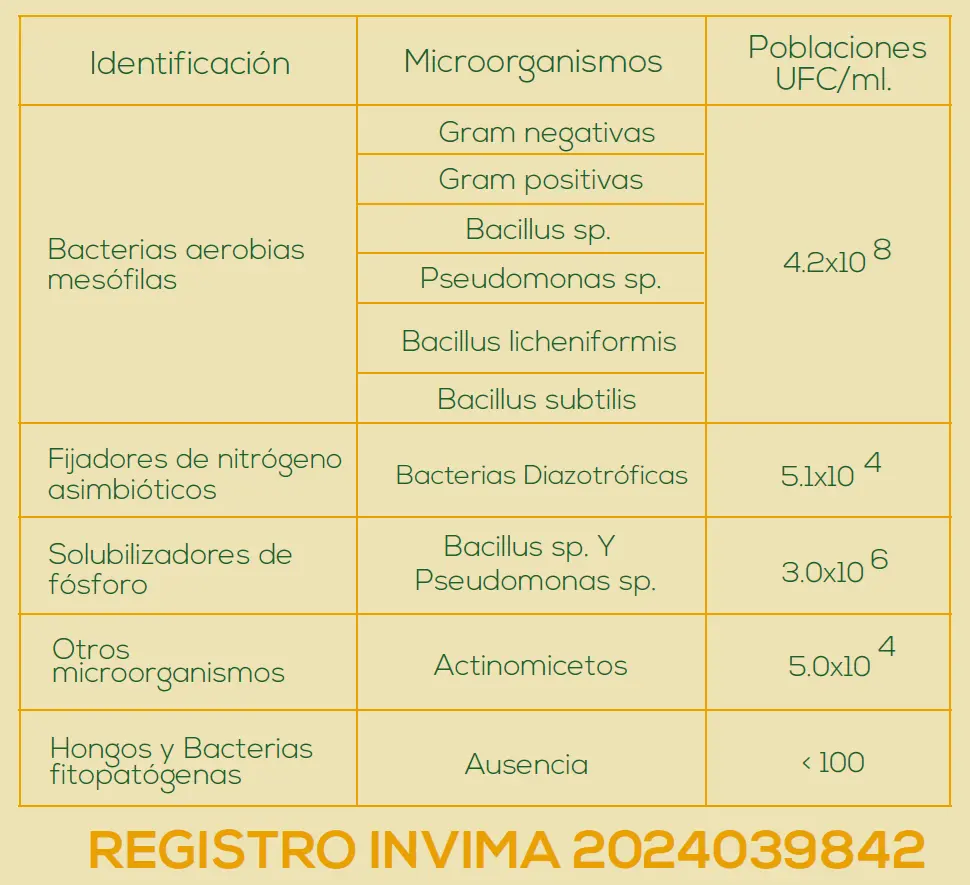 Identificación
Microorganismos
Poblaciones
UFC/ml.
Bacterias aerobias
mesófilas
Gram negativas
Gram positivas
Bacillus sp.
Pseudomonas sp.
Bacillus licheniformis
Bacillus subtilis
4.2x10 8
Fijadores de nitrógeno
asimbióticos
Bacterias Diazotróficas
5.1x10 4
Solubilizadores de
fósforo
Bacillus sp. Y
Pseudomonas sp.
3.0x10 6
Otros
microorganismos
Actinomicetos
5.0x10 4
Hongos y Bacterias
fitopatógenas
Ausencia
< 100
REGISTRO INVIMA 2024039842